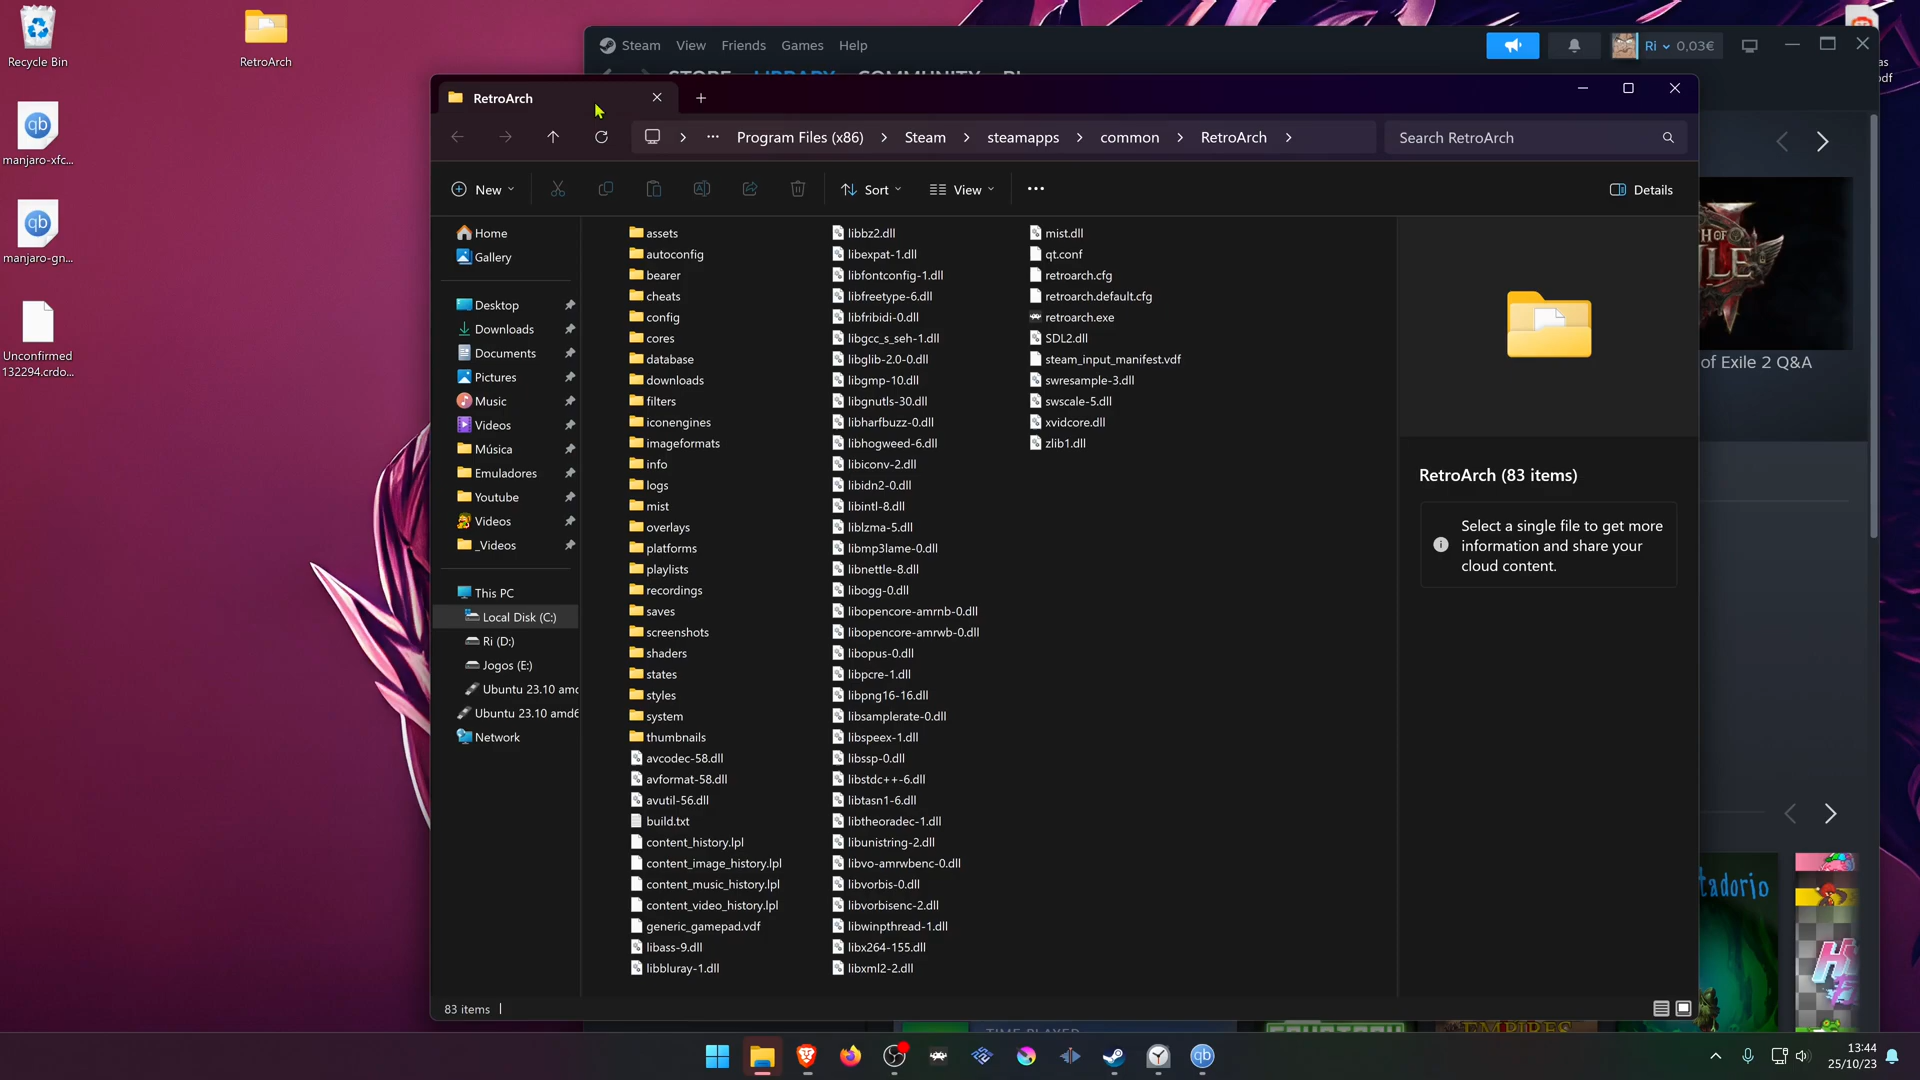 Recycle Bin
RetroArch
manjaro-xfc...
manjaro-gn...
Unconfirmed
132294.crdo...
Steam View Friends Games Help
Ri 0,03€
STORE LIBRARY COMMUNITY RI
RetroArch
Program Files (x86) > Steam > steamapps > common > RetroArch >
Search RetroArch
New
Sort
View
Details
Home
Gallery
Desktop
Downloads
Documents
Pictures
Music
Videos
Música
Emuladores
Youtube
Videos
_Videos
This PC
Local Disk (C:)
Ri (D:)
Jogos (E:)
Ubuntu 23.10 amd
Ubuntu 23.10 amd6
Network
assets
autoconfig
bearer
cheats
config
cores
database
downloads
filters
iconengines
imageformats
info
logs
mist
overlays
platforms
playlists
recordings
saves
screenshots
shaders
states
styles
system
thumbnails
avcodec-58.dll
avformat-58.dll
avutil-56.dll
build.txt
content_history.lpl
content_image_history.lpl
content_music_history.lpl
content_video_history.lpl
generic_gamepad.vdf
libass-9.dll
libbluray-1.dll
libbz2.dll
libexpat-1.dll
libfontconfig-1.dll
libfreetype-6.dll
libfribidi-0.dll
libgcc_s_seh-1.dll
libglib-2.0-0.dll
libgmp-10.dll
libgnutls-30.dll
libharfbuzz-0.dll
libhogweed-6.dll
libiconv-2.dll
libidn2-0.dll
libintl-8.dll
liblzma-5.dll
libmp3lame-0.dll
libnettle-8.dll
libogg-0.dll
libopencore-amrnb-0.dll
libopencore-amrwb-0.dll
libopus-0.dll
libpcre-1.dll
libpng16-16.dll
libsamplerate-0.dll
libspeex-1.dll
libssp-0.dll
libstdc++-6.dll
libtasn1-6.dll
libtheoradec-1.dll
libunistring-2.dll
libvo-amrwbenc-0.dll
libvorbis-0.dll
libvorbisenc-2.dll
libwinpthread-1.dll
libx264-155.dll
libxml2-2.dll
mist.dll
qt.conf
retroarch.cfg
retroarch.default.cfg
retroarch.exe
SDL2.dll
steam_input_manifest.vdf
swresample-3.dll
swscale-5.dll
xvidcore.dll
zlib1.dll
RetroArch (83 items)
Select a single file to get more
information and share your
cloud content.
of Exile 2 Q&A
tadorio
83 items
TIME PLAYED
EMPIRES
13:44
25/10/23